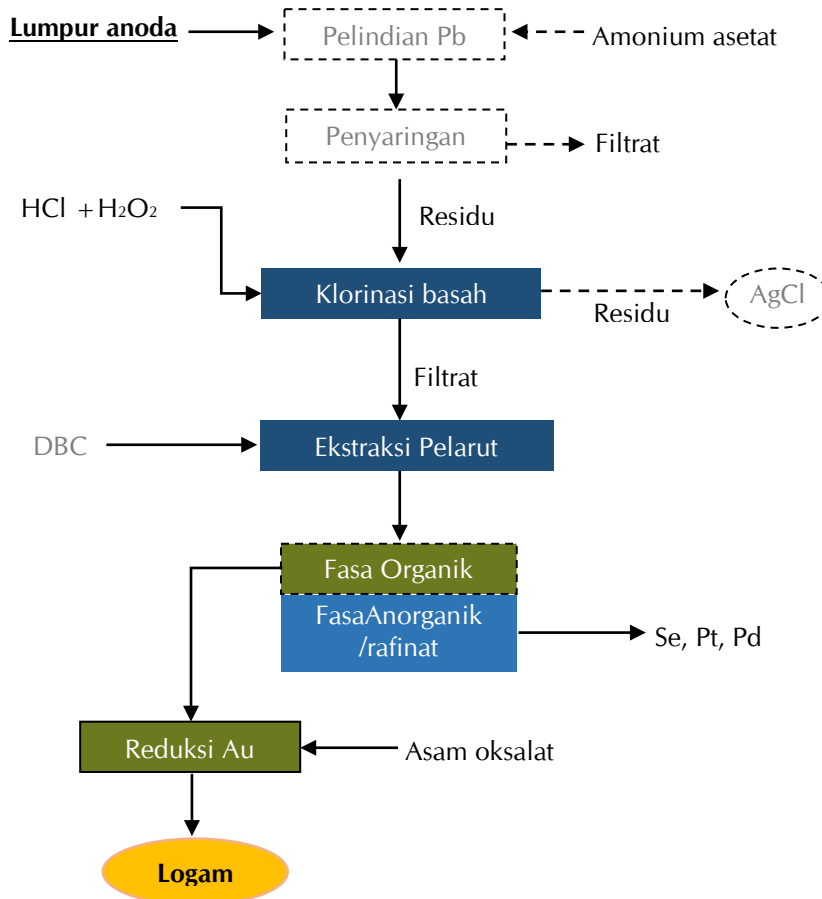 Lumpur anoda
Pelindian Pb
Amonium asetat
Penyaringan
Filtrat
HCl + H₂O₂
Residu
Klorinasi basah
Residu
AgCl
Filtrat
DBC
Ekstraksi Pelarut
Fasa Organik
FasaAnorganik
/rafinat
Se, Pt, Pd
Reduksi Au
Asam oksalat
Logam